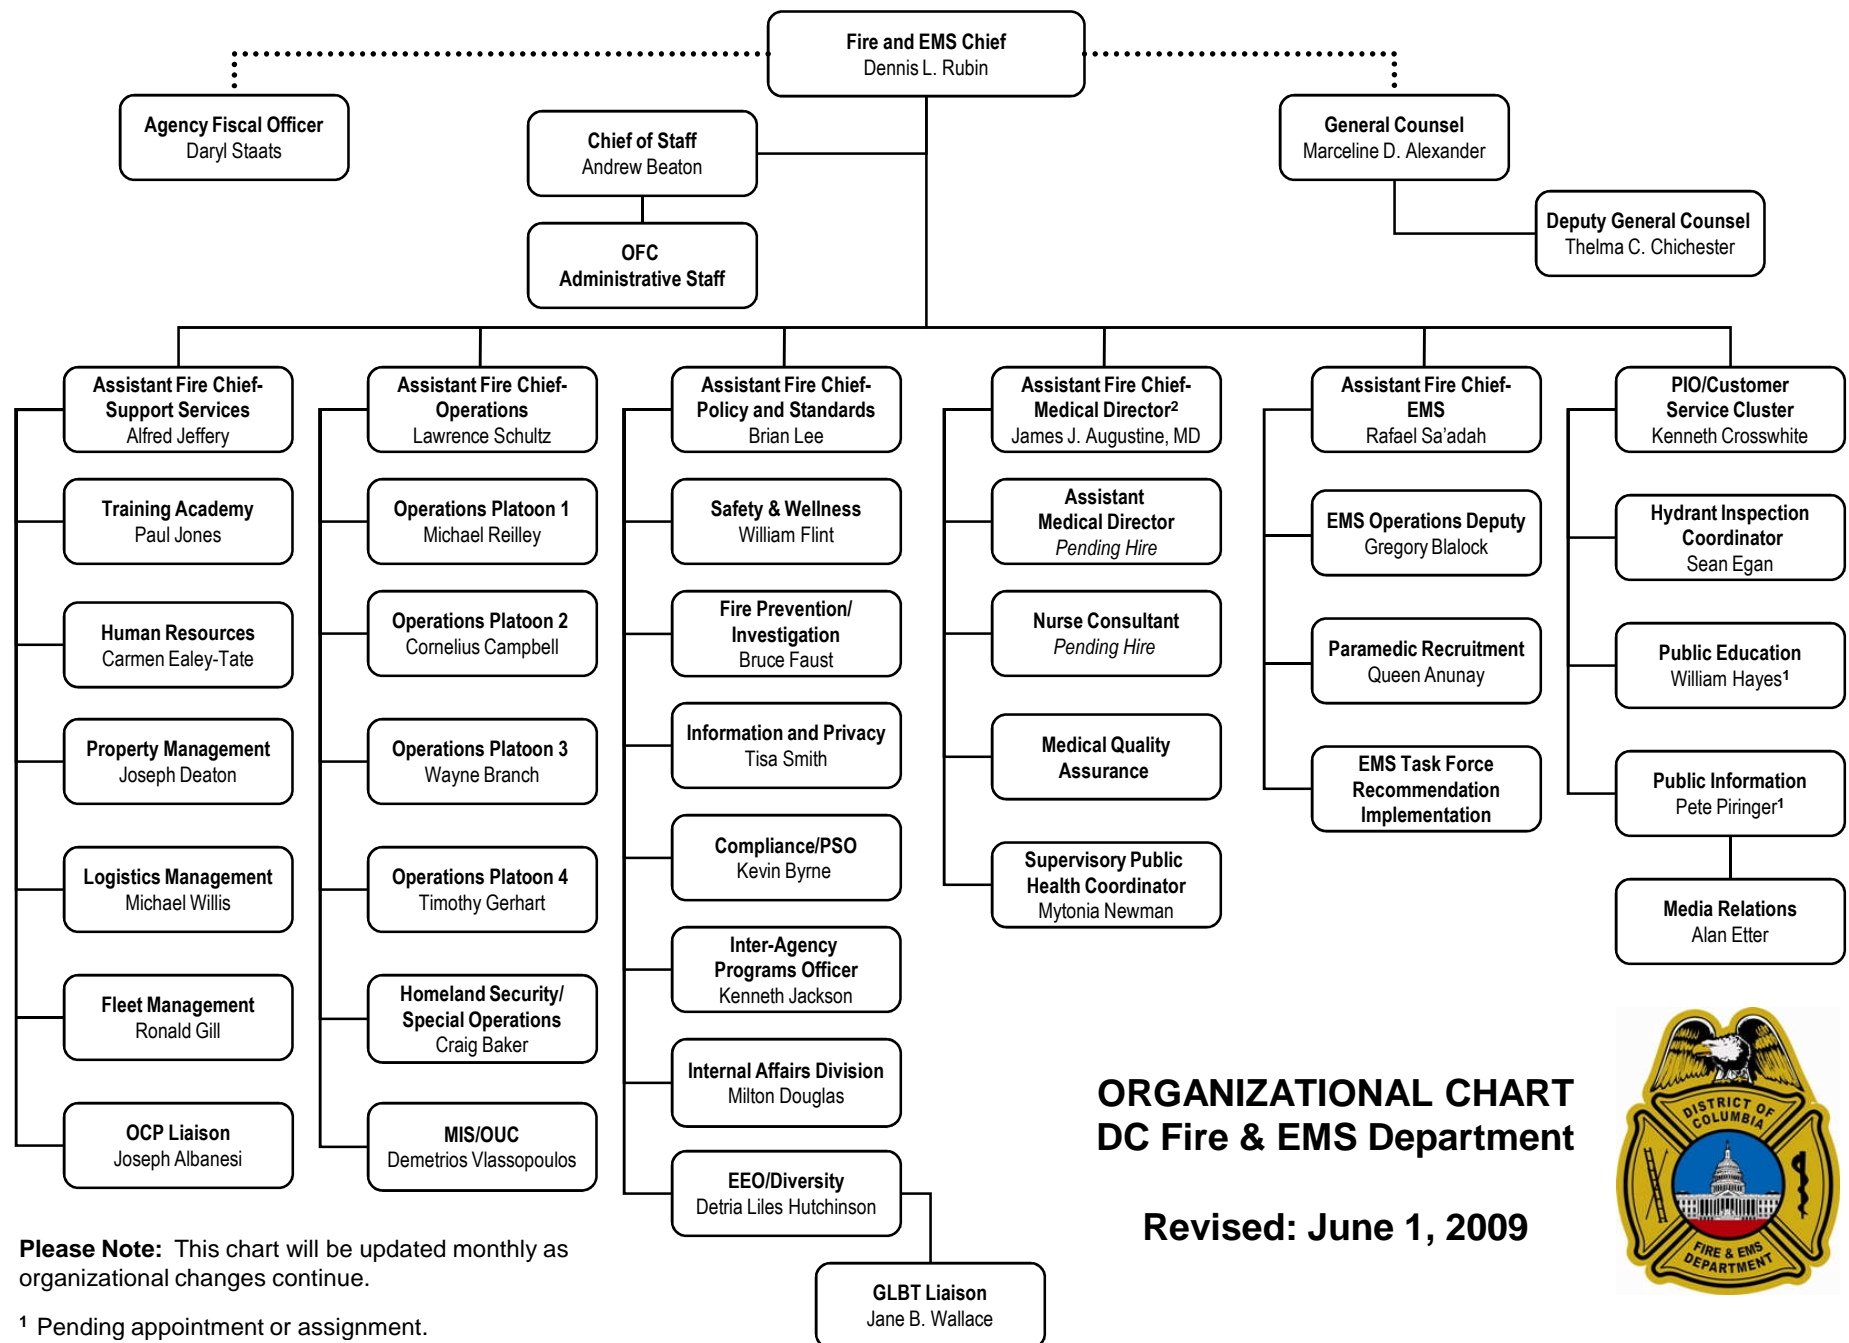 Fire and EMS Chief
Dennis L. Rubin
Agency Fiscal Officer
Daryl Staats
Chief of Staff
Andrew Beaton
General Counsel
Marceline D. Alexander
OFC
Administrative Staff
Deputy General Counsel
Thelma C. Chichester
Assistant Fire Chief-
Support Services
Alfred Jeffery
Training Academy
Paul Jones
Human Resources
Carmen Ealey-Tate
Property Management
Joseph Deaton
Logistics Management
Michael Willis
Fleet Management
Ronald Gill
OCP Liaison
Joseph Albanesi
Assistant Fire Chief-
Operations
Lawrence Schultz
Operations Platoon 1
Michael Reilley
Operations Platoon 2
Cornelius Campbell
Operations Platoon 3
Wayne Branch
Operations Platoon 4
Timothy Gerhart
Homeland Security/
Special Operations
Craig Baker
MIS/OUC
Demetrios Vlassopoulos
Assistant Fire Chief-
Policy and Standards
Brian Lee
Safety & Wellness
William Flint
Fire Prevention/
Investigation
Bruce Faust
Information and Privacy
Tisa Smith
Compliance/PSO
Kevin Byrne
Inter-Agency
Programs Officer
Kenneth Jackson
Internal Affairs Division
Milton Douglas
EEO/Diversity
Detria Liles Hutchinson
GLBT Liaison
Jane B. Wallace
Assistant Fire Chief-
Medical Director²
James J. Augustine, MD
Assistant
Medical Director
Pending Hire
Nurse Consultant
Pending Hire
Medical Quality
Assurance
Supervisory Public
Health Coordinator
Mytonia Newman
Assistant Fire Chief-
EMS
Rafael Sa’adah
EMS Operations Deputy
Gregory Blalock
Paramedic Recruitment
Queen Anunay
EMS Task Force
Recommendation
Implementation
PIO/Customer
Service Cluster
Kenneth Crosswhite
Hydrant Inspection
Coordinator
Sean Egan
Public Education
William Hayes¹
Public Information
Pete Piringer¹
Media Relations
Alan Etter
ORGANIZATIONAL CHART
DC Fire & EMS Department
Revised: June 1, 2009
DISTRICT OF
COLUMBIA
FIRE & EMS
DEPARTMENT
Please Note: This chart will be updated monthly as
organizational changes continue.
¹ Pending appointment or assignment.